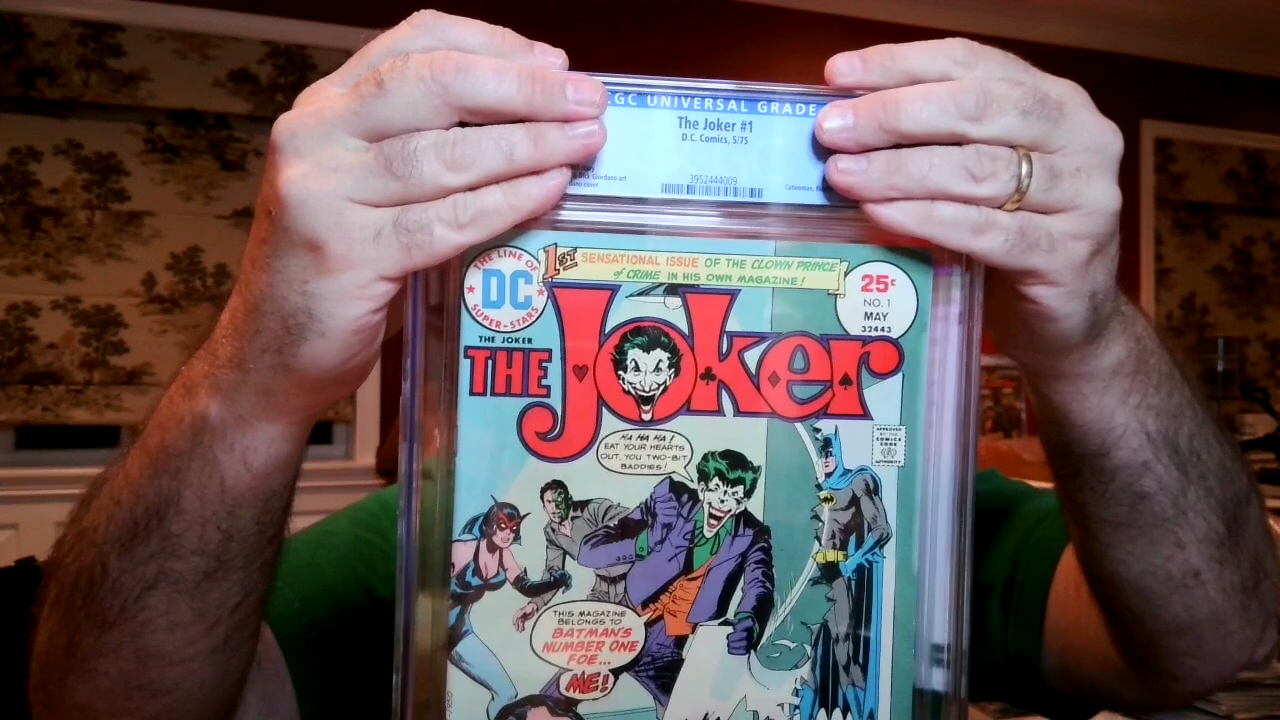 CGC UNIVERSAL GRADE
The Joker #1
D.C. Comics, 5/75
Dick Giordano art
cover
3952444009
Catwoman,
THE LINE OF
DC
SUPER-STARS
1ST SENSATIONAL ISSUE OF THE CLOWN PRINCE
of CRIME IN HIS OWN MAGAZINE!
25¢
NO. 1
MAY
32443
THE JOKER
THE JOKER
APPROVED
BY THE
COMICS
CODE
AUTHORITY
HA HA HA!
EAT YOUR HEARTS
OUT, YOU TWO-BIT
BADDIES!
THIS MAGAZINE
BELONGS TO
BATMAN'S
NUMBER ONE
FOE...
ME!